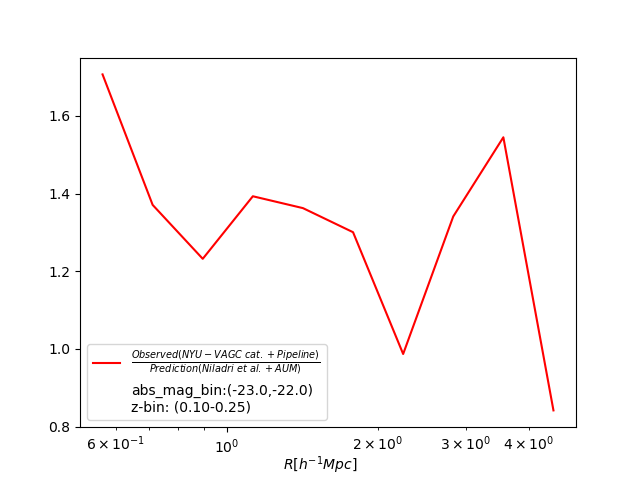 1.6
1.4
1.2
1.0
0.8
Observed(NYU − VAGC cat. + Pipeline)
Prediction(Niladri et al. + AUM)
abs_mag_bin:(-23.0,-22.0)
z-bin: (0.10-0.25)
6 × 10⁻¹ 10⁰ 2 × 10⁰ 3 × 10⁰ 4 × 10⁰
R[h⁻¹Mpc]